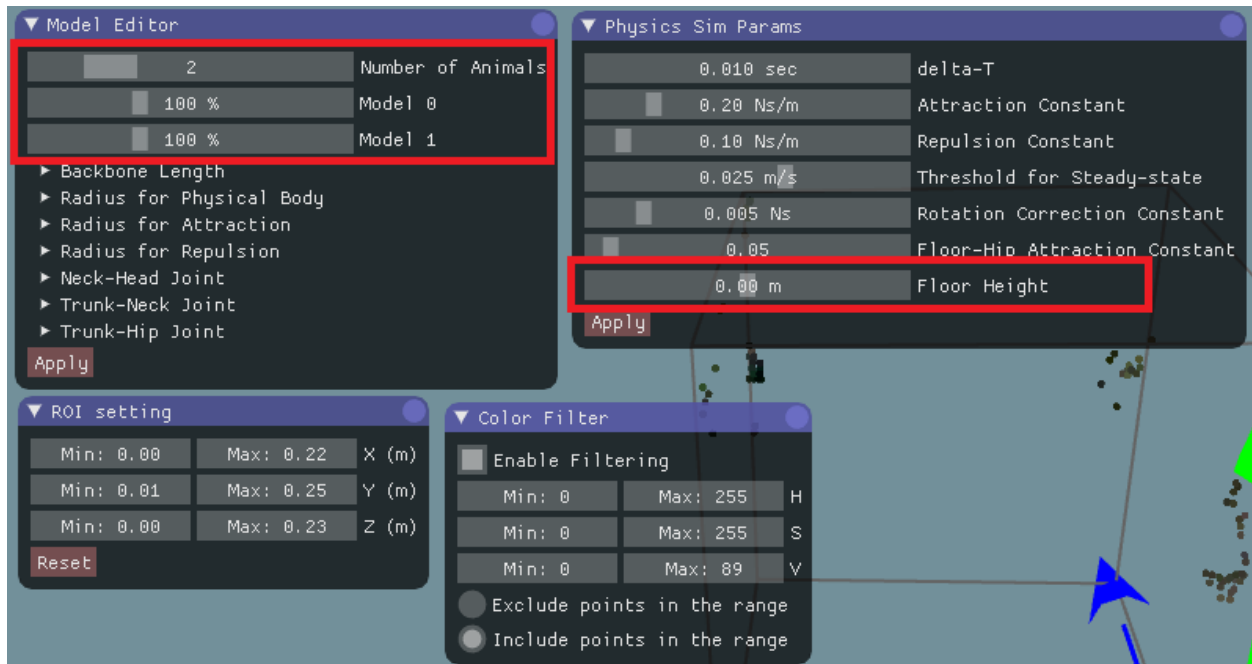 Model Editor
2 Number of Animals
100 % Model 0
100 % Model 1
Backbone Length
Radius for Physical Body
Radius for Attraction
Radius for Repulsion
Neck-Head Joint
Trunk-Neck Joint
Trunk-Hip Joint
Apply
Physics Sim Params
0.010 sec delta-T
0.20 Ns/m Attraction Constant
0.10 Ns/m Repulsion Constant
0.025 m/s Threshold for Steady-state
0.005 Ns Rotation Correction Constant
0.05 Floor-Hip Attraction Constant
0.00 m Floor Height
Apply
ROI setting
Min: 0.00 Max: 0.22 X (m)
Min: 0.01 Max: 0.25 Y (m)
Min: 0.00 Max: 0.23 Z (m)
Reset
Color Filter
Enable Filtering
Min: 0 Max: 255 H
Min: 0 Max: 255 S
Min: 0 Max: 89 V
Exclude points in the range
Include points in the range